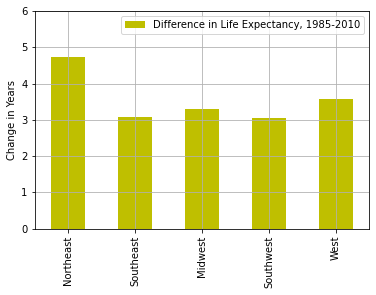 Difference in Life Expectancy, 1985-2010
Change in Years
6
5
4
3
2
1
0
Northeast
Southeast
Midwest
Southwest
West